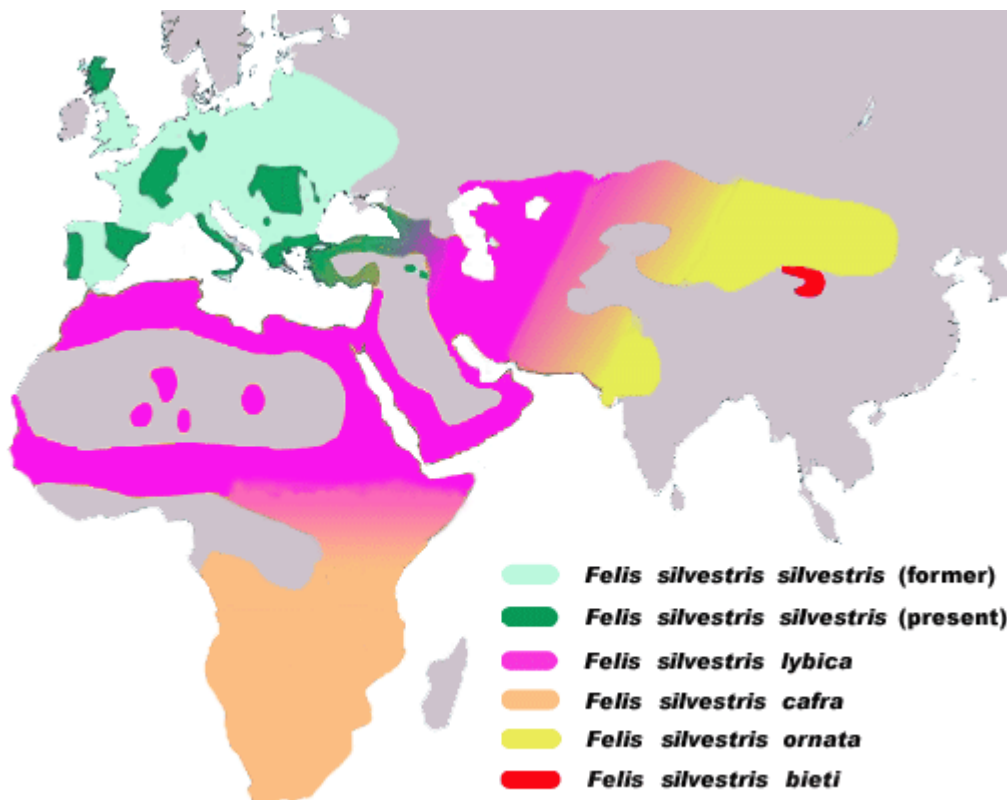 Felis silvestris silvestris (former)
Felis silvestris silvestris (present)
Felis silvestris lybica
Felis silvestris cafra
Felis silvestris ornata
Felis silvestris bieti